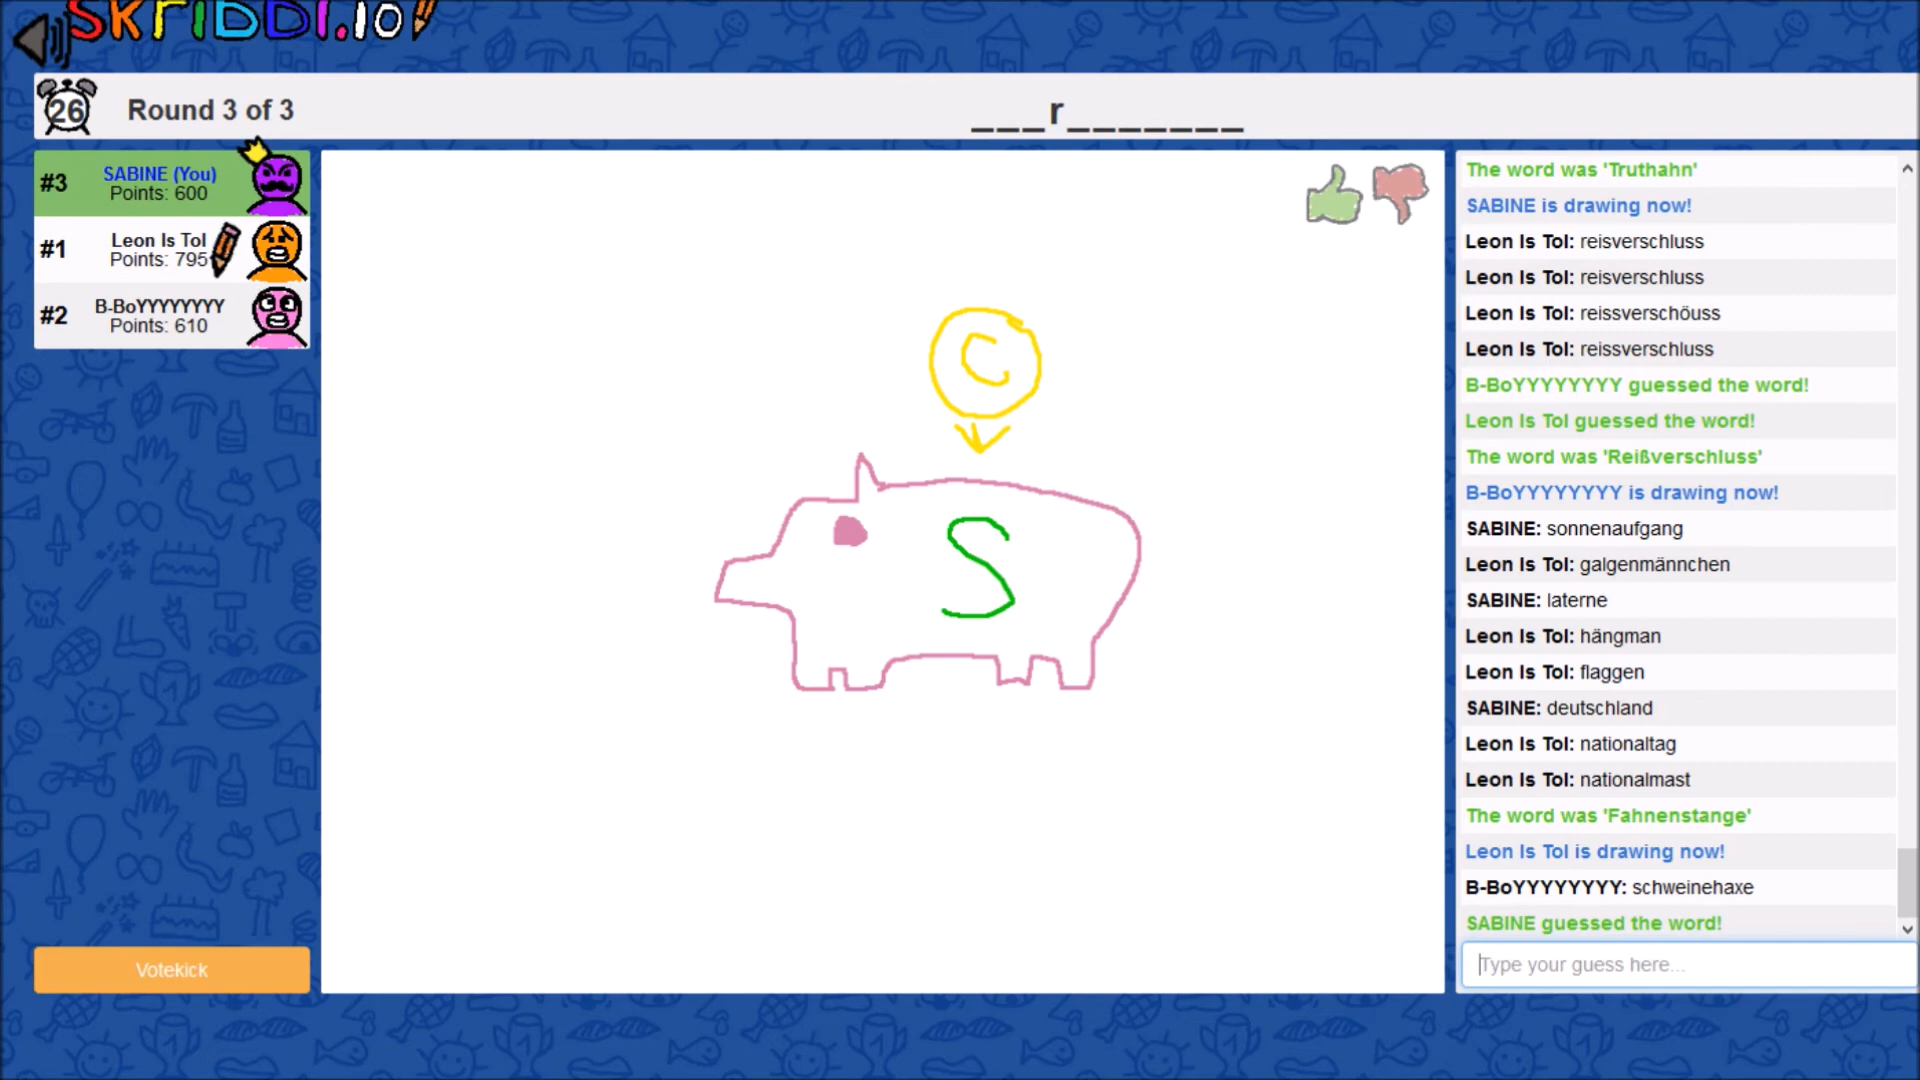 SKRIBBL.IO
26
Round 3 of 3
___r_______
#3
SABINE (You)
Points: 600
#1
Leon Is Tol
Points: 795
#2
B-BoYYYYYYYY
Points: 610
C
S
The word was 'Truthahn'
SABINE is drawing now!
Leon Is Tol: reisverschluss
Leon Is Tol: reisverschluss
Leon Is Tol: reissverschöuss
Leon Is Tol: reissverschluss
B-BoYYYYYYYY guessed the word!
Leon Is Tol guessed the word!
The word was 'Reißverschluss'
B-BoYYYYYYYY is drawing now!
SABINE: sonnenaufgang
Leon Is Tol: galgenmännchen
SABINE: laterne
Leon Is Tol: hängman
Leon Is Tol: flaggen
SABINE: deutschland
Leon Is Tol: nationaltag
Leon Is Tol: nationalmast
The word was 'Fahnenstange'
Leon Is Tol is drawing now!
B-BoYYYYYYYY: schweinehaxe
SABINE guessed the word!
Type your guess here...
Votekick